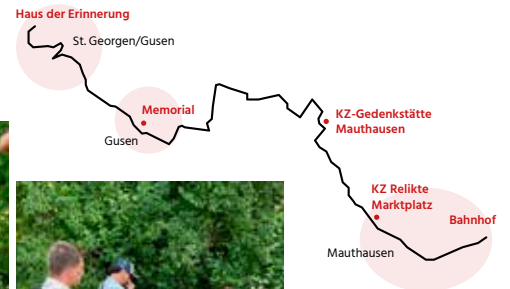 Haus der Erinnerung
St. Georgen/Gusen
Memorial
Gusen
KZ-Gedenkstätte
Mauthausen
KZ Relikte
Marktplatz
Bahnhof
Mauthausen